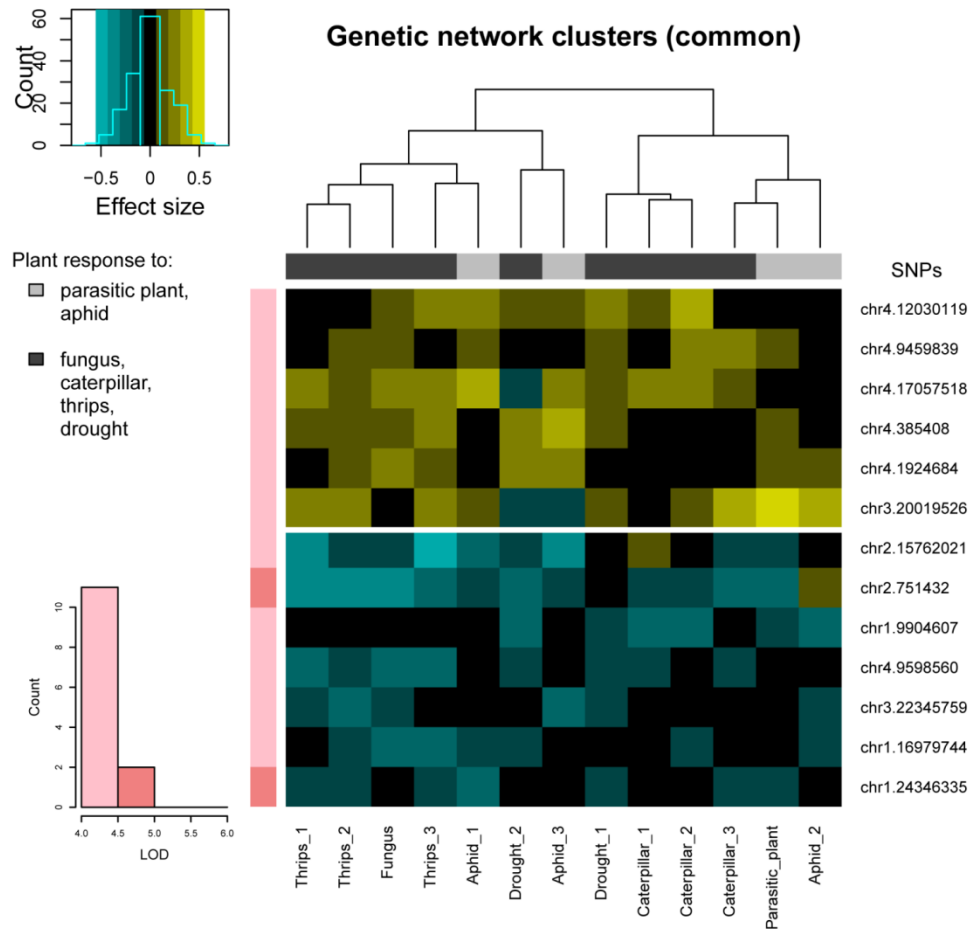 Genetic network clusters (common)
Count
0 20 40 60
−0.5 0 0.5
Effect size
Plant response to:
parasitic plant,
aphid
fungus,
caterpillar,
thrips,
drought
SNPs
chr4.12030119
chr4.9459839
chr4.17057518
chr4.385408
chr4.1924684
chr3.20019526
chr2.15762021
chr2.751432
chr1.9904607
chr4.9598560
chr3.22345759
chr1.16979744
chr1.24346335
Count
0 2 4 6 8 10
4.0 4.5 5.0 5.5 6.0
LOD
Thrips_1
Thrips_2
Fungus
Thrips_3
Aphid_1
Drought_2
Aphid_3
Drought_1
Caterpillar_1
Caterpillar_2
Caterpillar_3
Parasitic_plant
Aphid_2